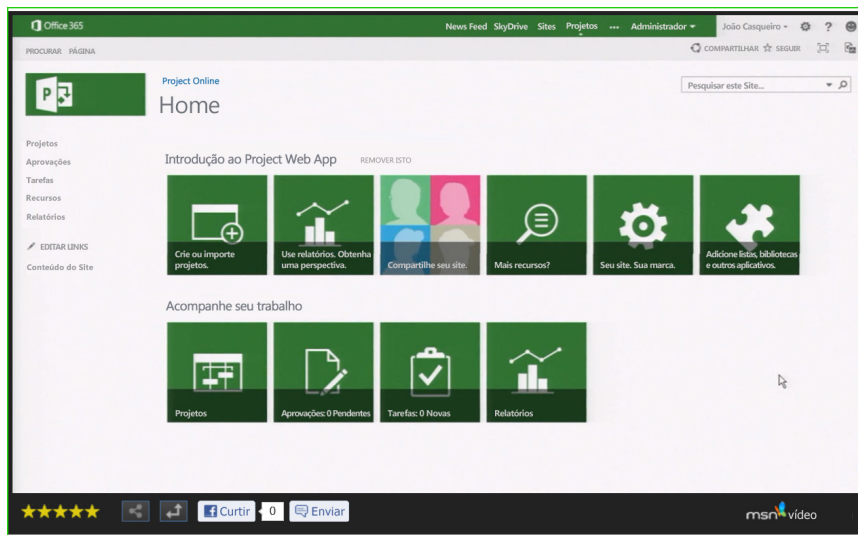 Office 365
News Feed SkyDrive Sites Projetos ... Administrador João Casqueiro ?
PROCURAR PÁGINA
COMPARTILHAR SEGUIR
P
Project Online
Home
Pesquisar este Site...
Projetos
Aprovações
Tarefas
Recursos
Relatórios
EDITAR LINKS
Conteúdo do Site
Introdução ao Project Web App REMOVER ISTO
Crie ou importe
projetos.
Use relatórios. Obtenha
uma perspectiva.
Compartilhe seu site.
Mais recursos?
Seu site. Sua marca.
Adicione listas, bibliotecas
e outros aplicativos.
Acompanhe seu trabalho
Projetos
Aprovações: 0 Pendentes
Tarefas: 0 Novas
Relatórios
Curtir 0 Enviar
msn vídeo